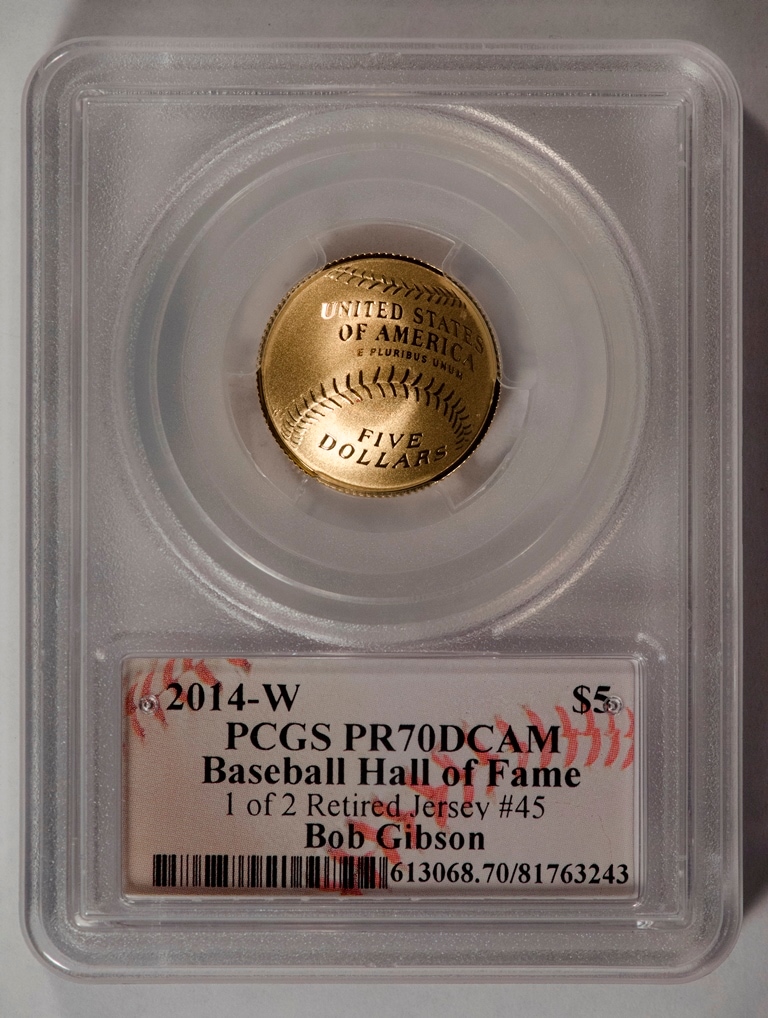 UNITED STATES
OF AMERICA
E PLURIBUS UNUM
FIVE
DOLLARS
2014-W $5
PCGS PR70DCAM
Baseball Hall of Fame
1 of 2 Retired Jersey #45
Bob Gibson
613068.70/81763243